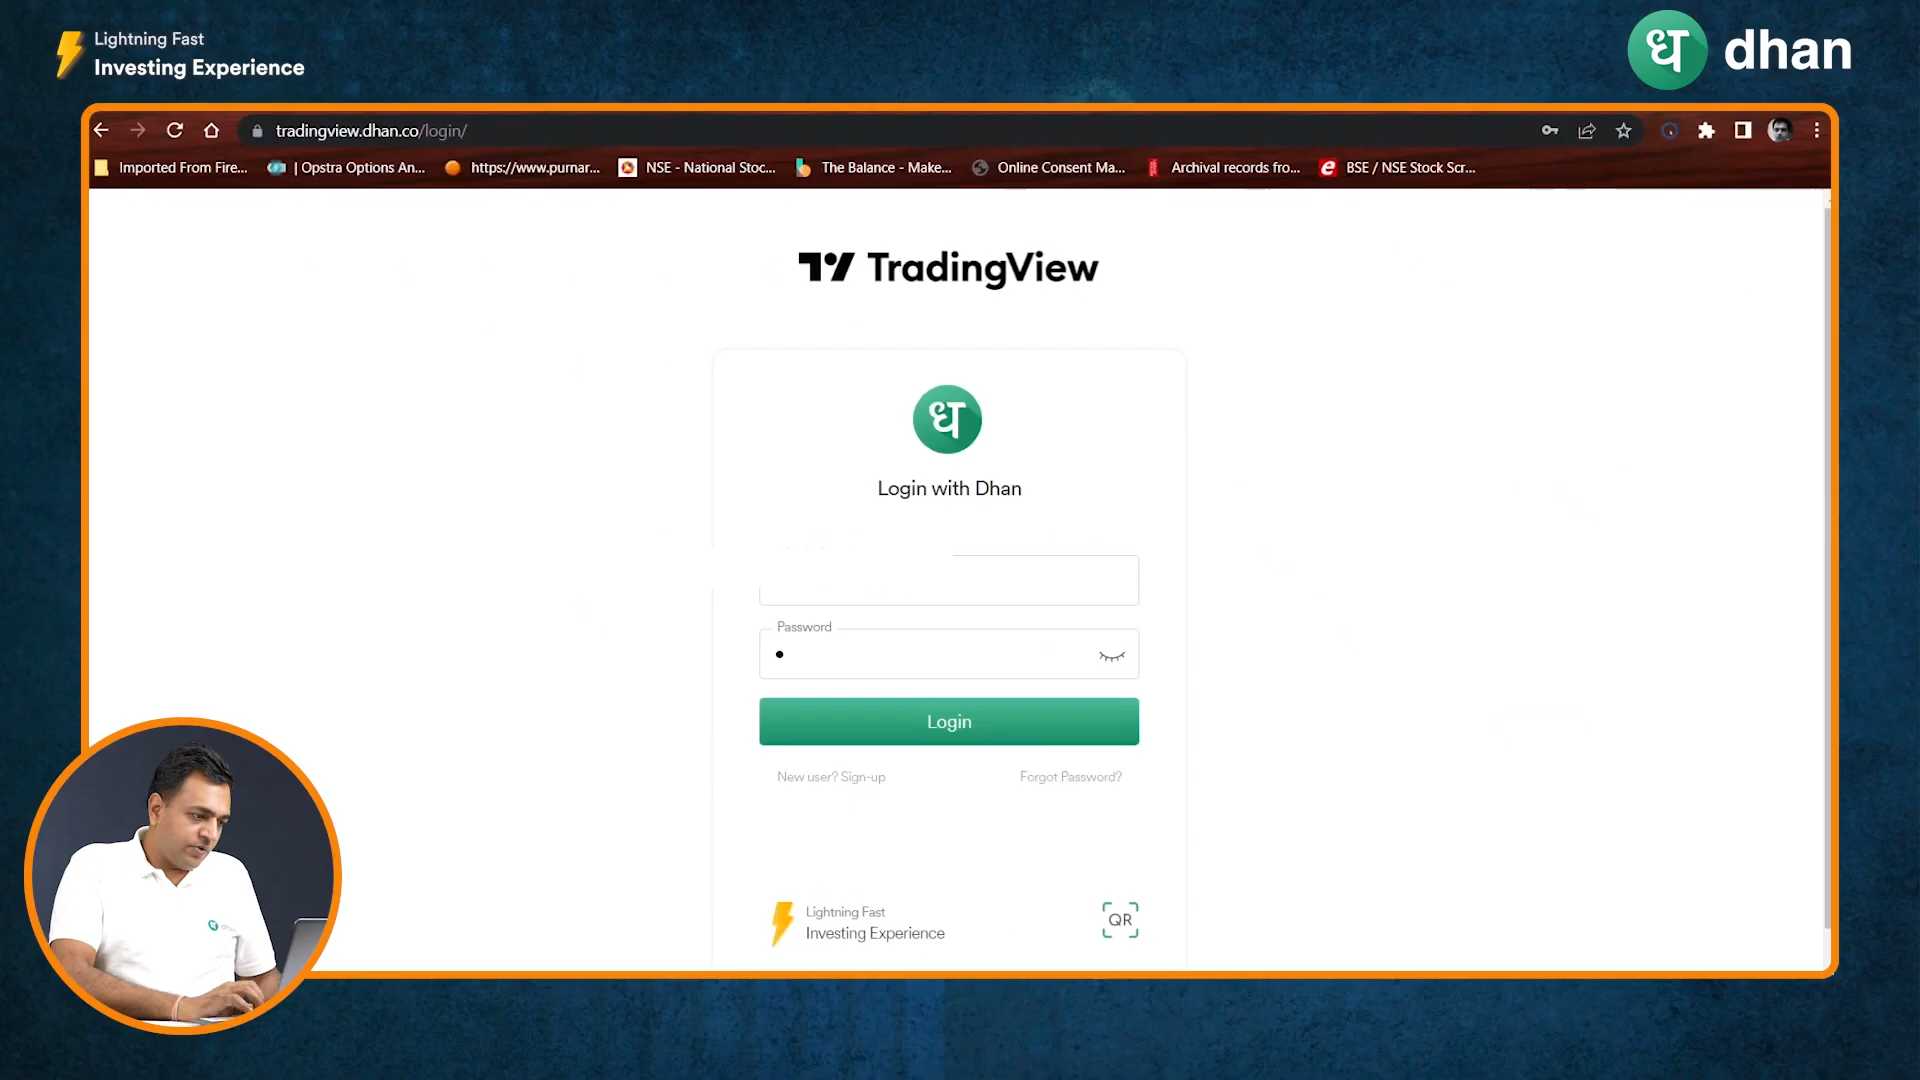 Lightning Fast
Investing Experience
ध dhan
tradingview.dhan.co/login/
Imported From Fire...
| Opstra Options An...
https://www.purnar...
NSE - National Stoc...
The Balance - Make...
Online Consent Ma...
Archival records fro...
e
BSE / NSE Stock Scr...
TradingView
ध
Login with Dhan
Password
Login
New user? Sign-up
Forgot Password?
Lightning Fast
Investing Experience
QR
dhan